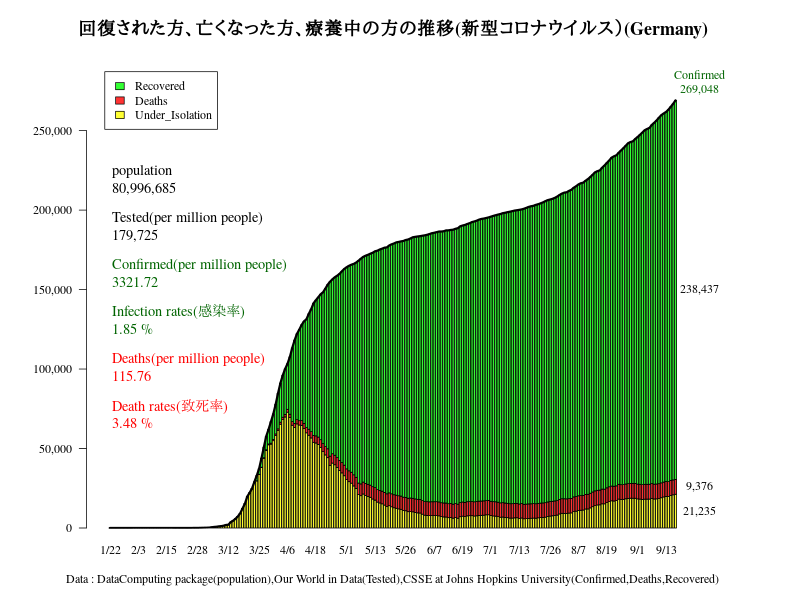 回復された方、亡くなった方、療養中の方の推移(新型コロナウイルス）(Germany)
Confirmed
269,048
Recovered
Deaths
Under_Isolation
250,000
200,000
150,000
100,000
50,000
0
population
80,996,685
Tested(per million people)
179,725
Confirmed(per million people)
3321.72
Infection rates(感染率)
1.85 %
Deaths(per million people)
115.76
Death rates(致死率)
3.48 %
238,437
9,376
21,235
1/22 2/3 2/15 2/28 3/12 3/25 4/6 4/18 5/1 5/13 5/26 6/7 6/19 7/1 7/13 7/26 8/7 8/19 9/1 9/13
Data : DataComputing package(population),Our World in Data(Tested),CSSE at Johns Hopkins University(Confirmed,Deaths,Recovered)